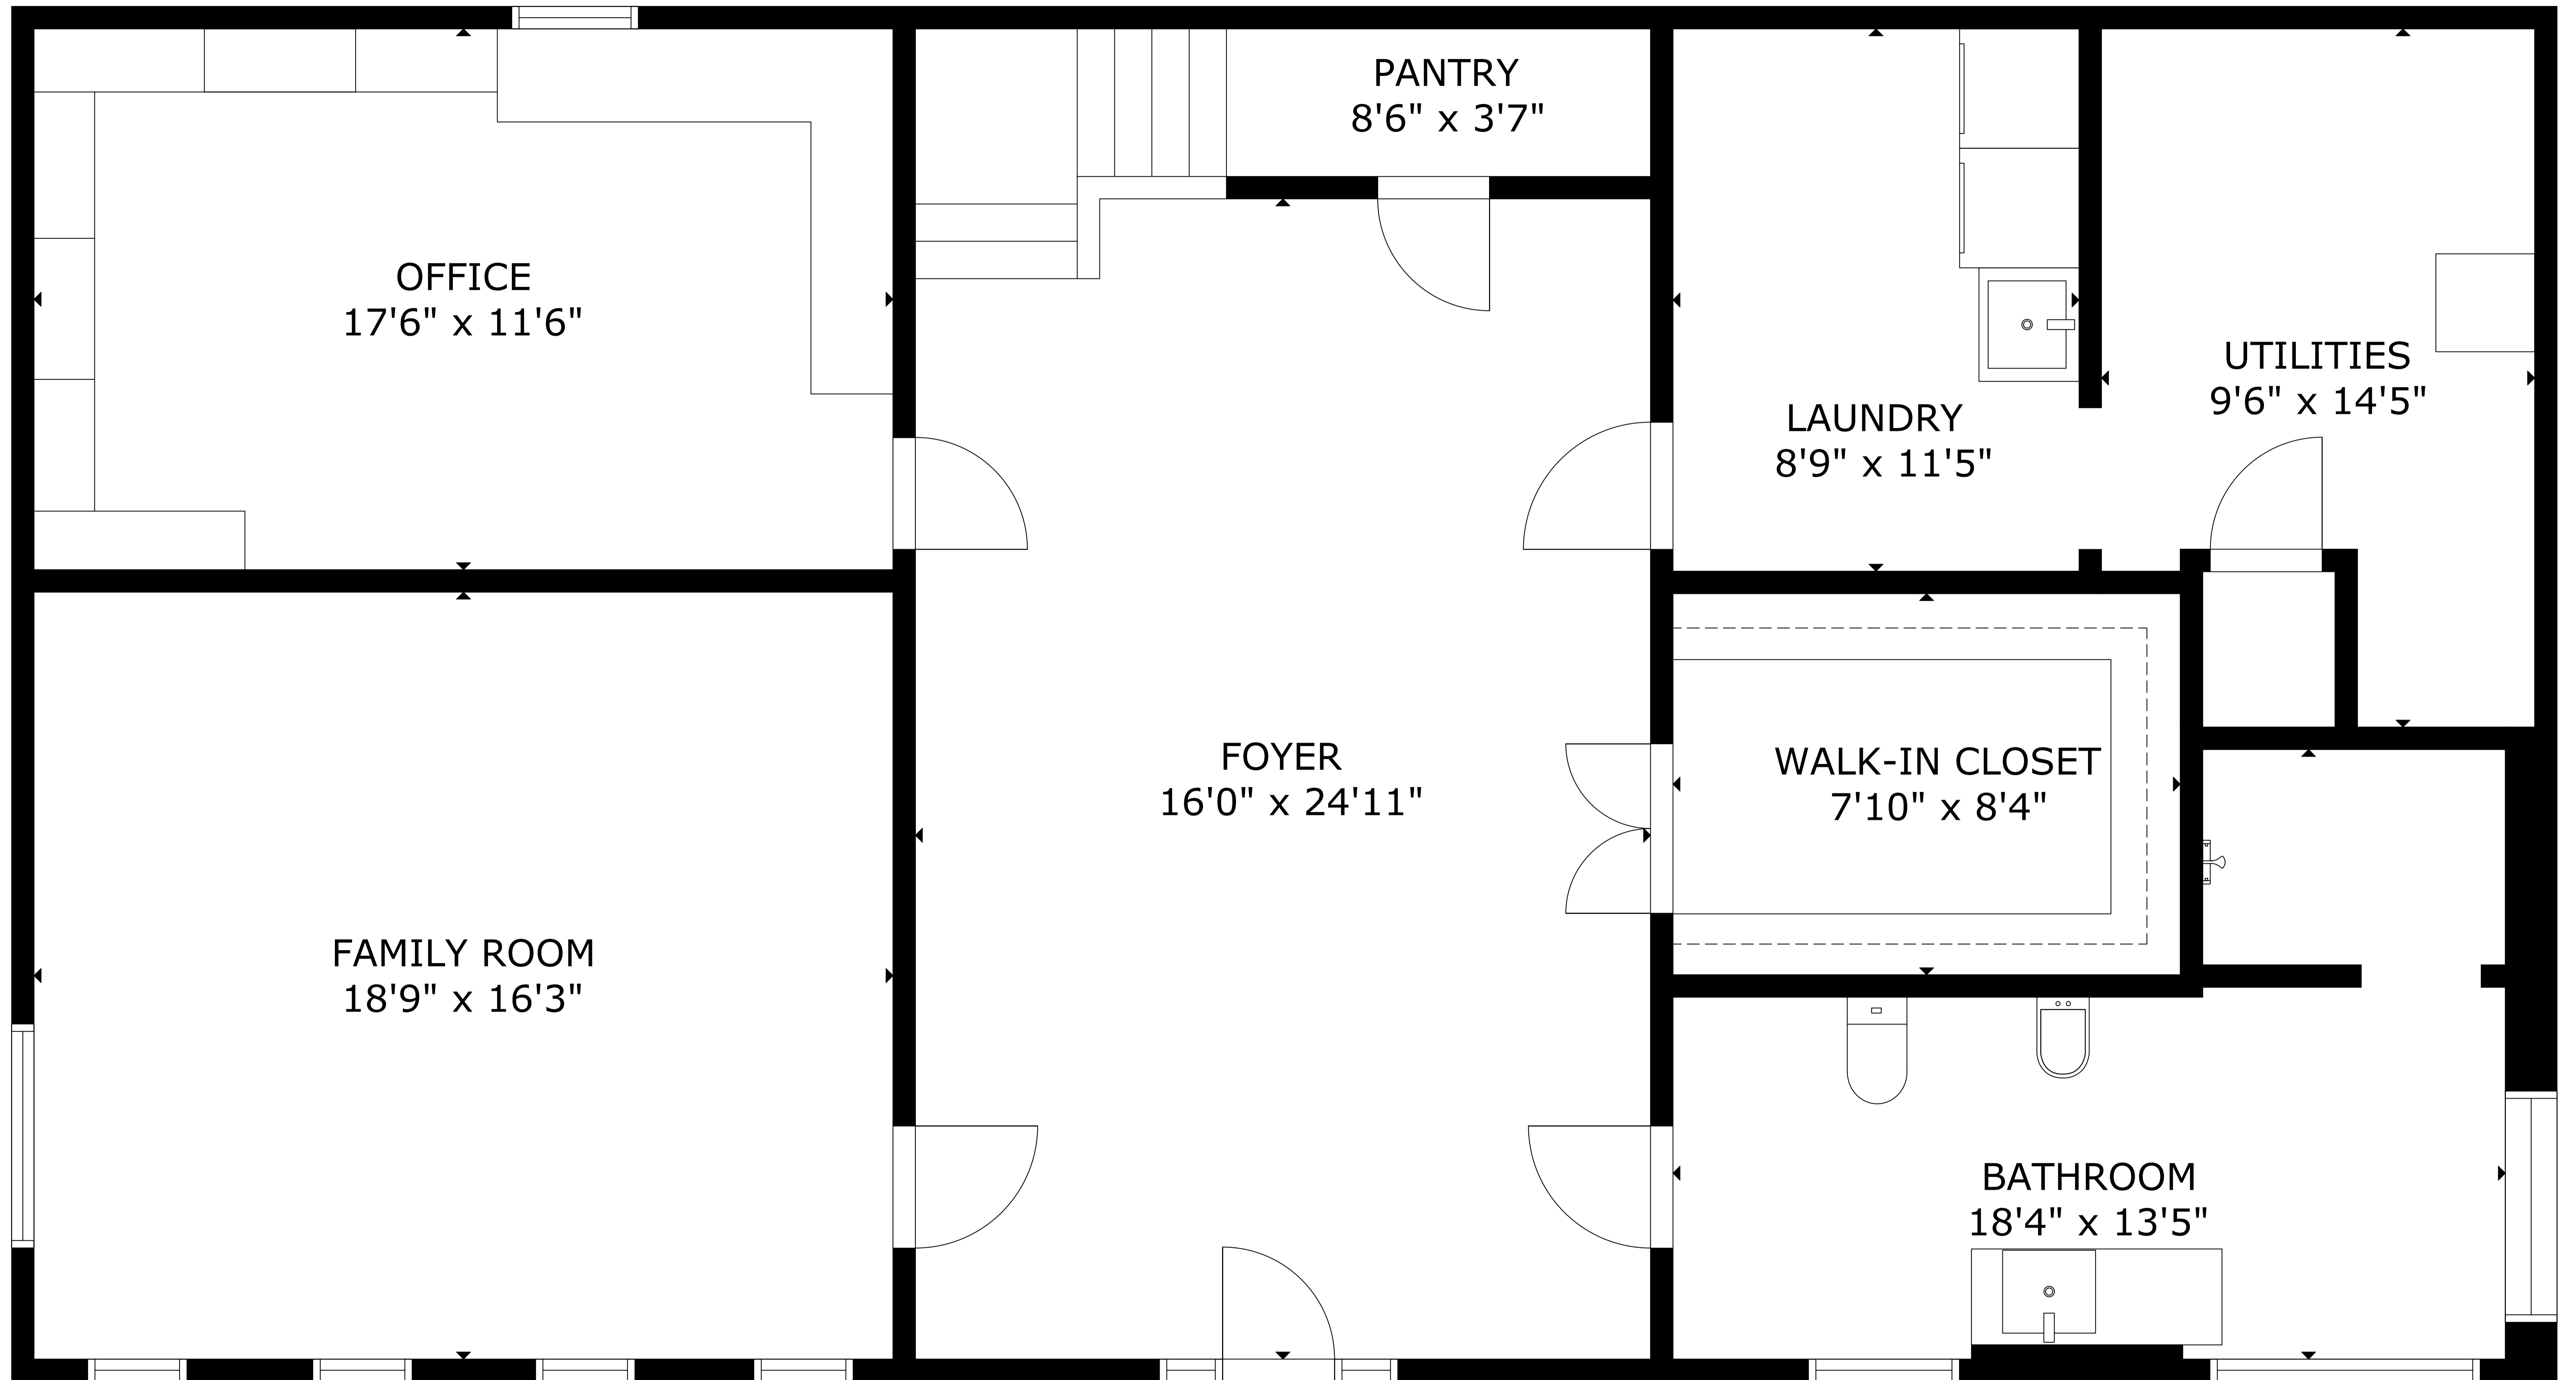 PANTRY
8'6" x 3'7"
OFFICE
17'6" x 11'6"
UTILITIES
9'6" x 14'5"
LAUNDRY
8'9" x 11'5"
FOYER
16'0" x 24'11"
WALK-IN CLOSET
7'10" x 8'4"
FAMILY ROOM
18'9" x 16'3"
BATHROOM
18'4" x 13'5"